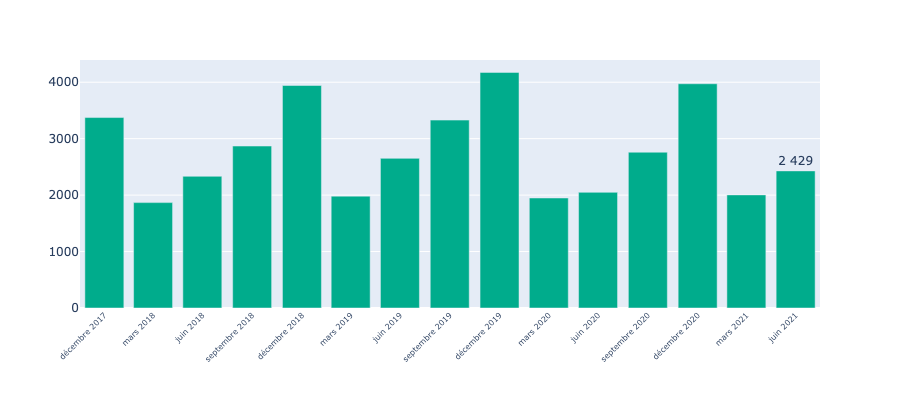 4000
3000
2000
1000
0
2 429
décembre 2017
mars 2018
juin 2018
septembre 2018
décembre 2018
mars 2019
juin 2019
septembre 2019
décembre 2019
mars 2020
juin 2020
septembre 2020
décembre 2020
mars 2021
juin 2021